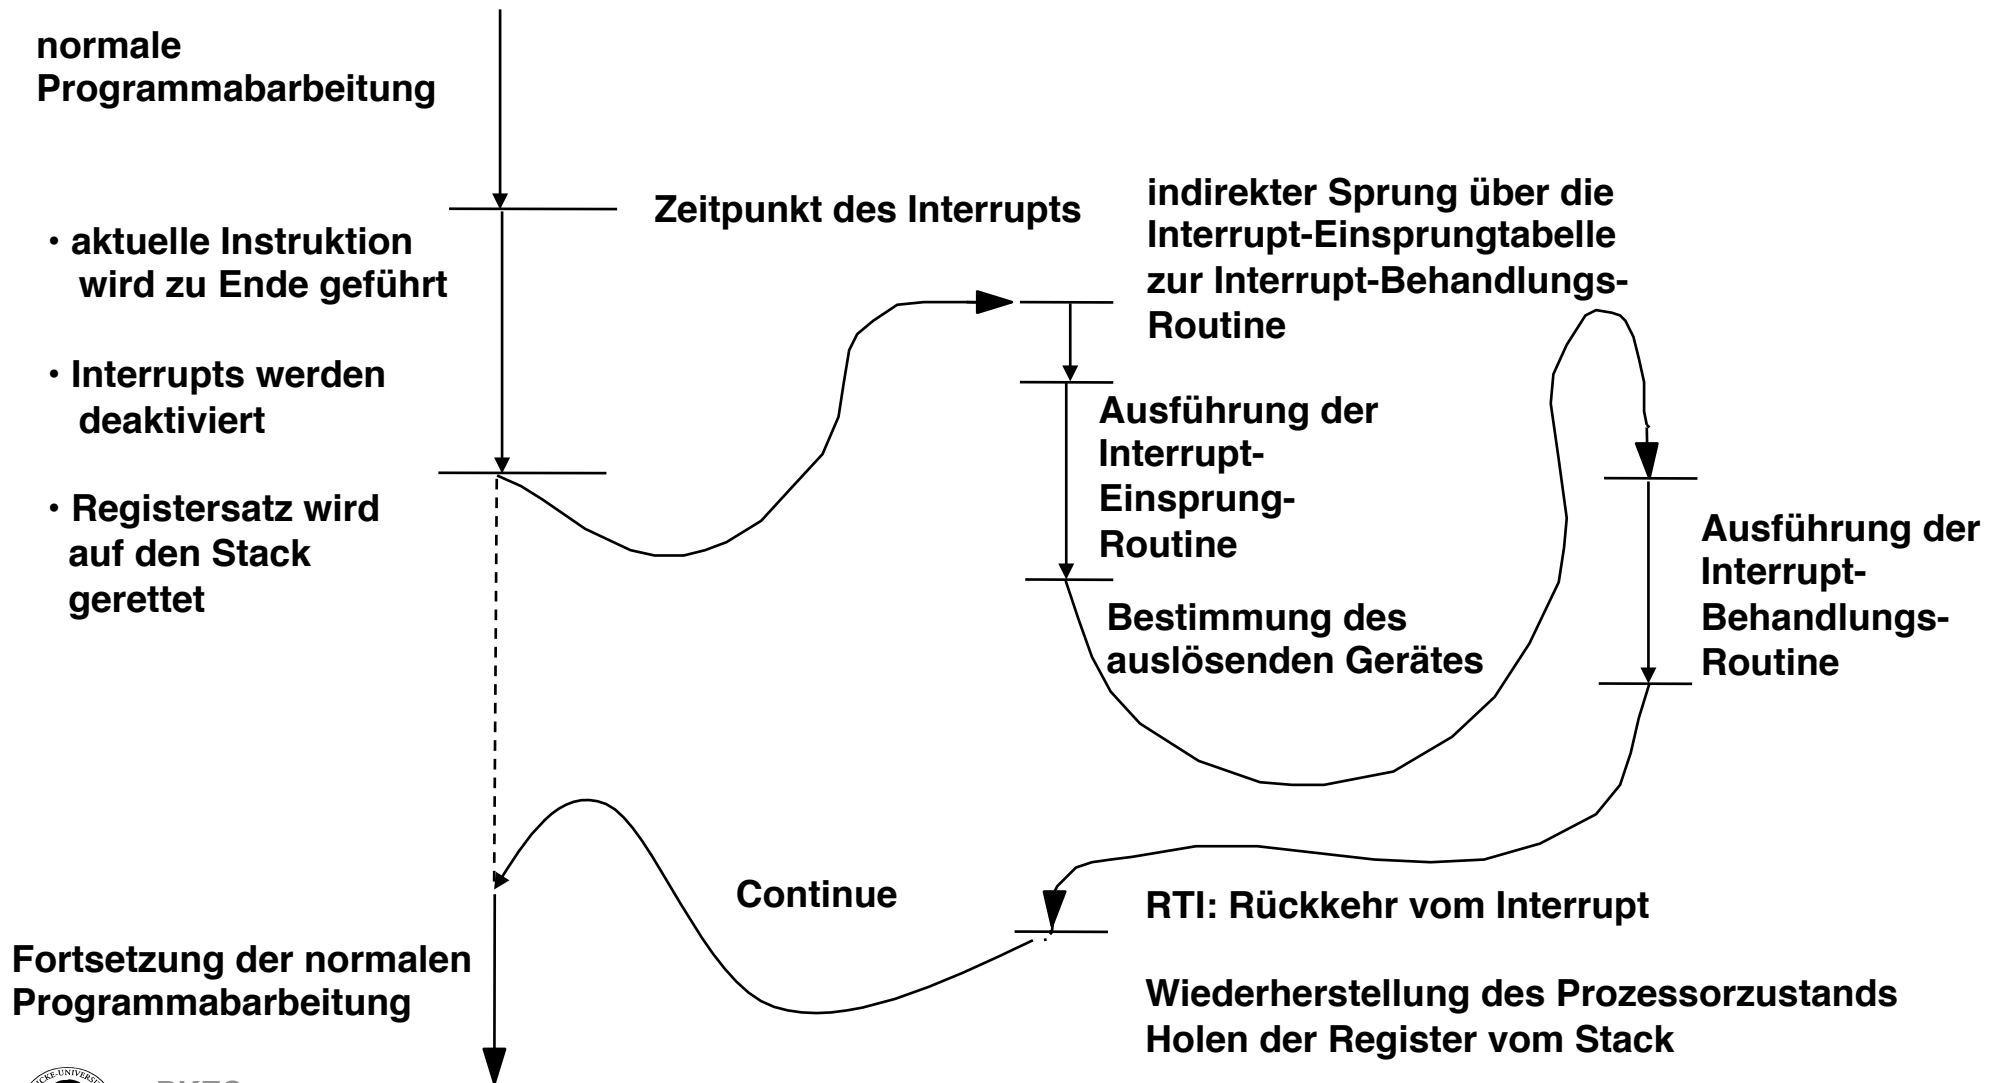 normale
Programmabarbeitung
Zeitpunkt des Interrupts
· aktuelle Instruktion
wird zu Ende geführt
· Interrupts werden
deaktiviert
· Registersatz wird
auf den Stack
gerettet
indirekter Sprung über die
Interrupt-Einsprungtabelle
zur Interrupt-Behandlungs-
Routine
Ausführung der
Interrupt-
Einsprung-
Routine
Bestimmung des
auslösenden Gerätes
Ausführung der
Interrupt-
Behandlungs-
Routine
Continue
RTI: Rückkehr vom Interrupt
Wiederherstellung des Prozessorzustands
Holen der Register vom Stack
Fortsetzung der normalen
Programmabarbeitung